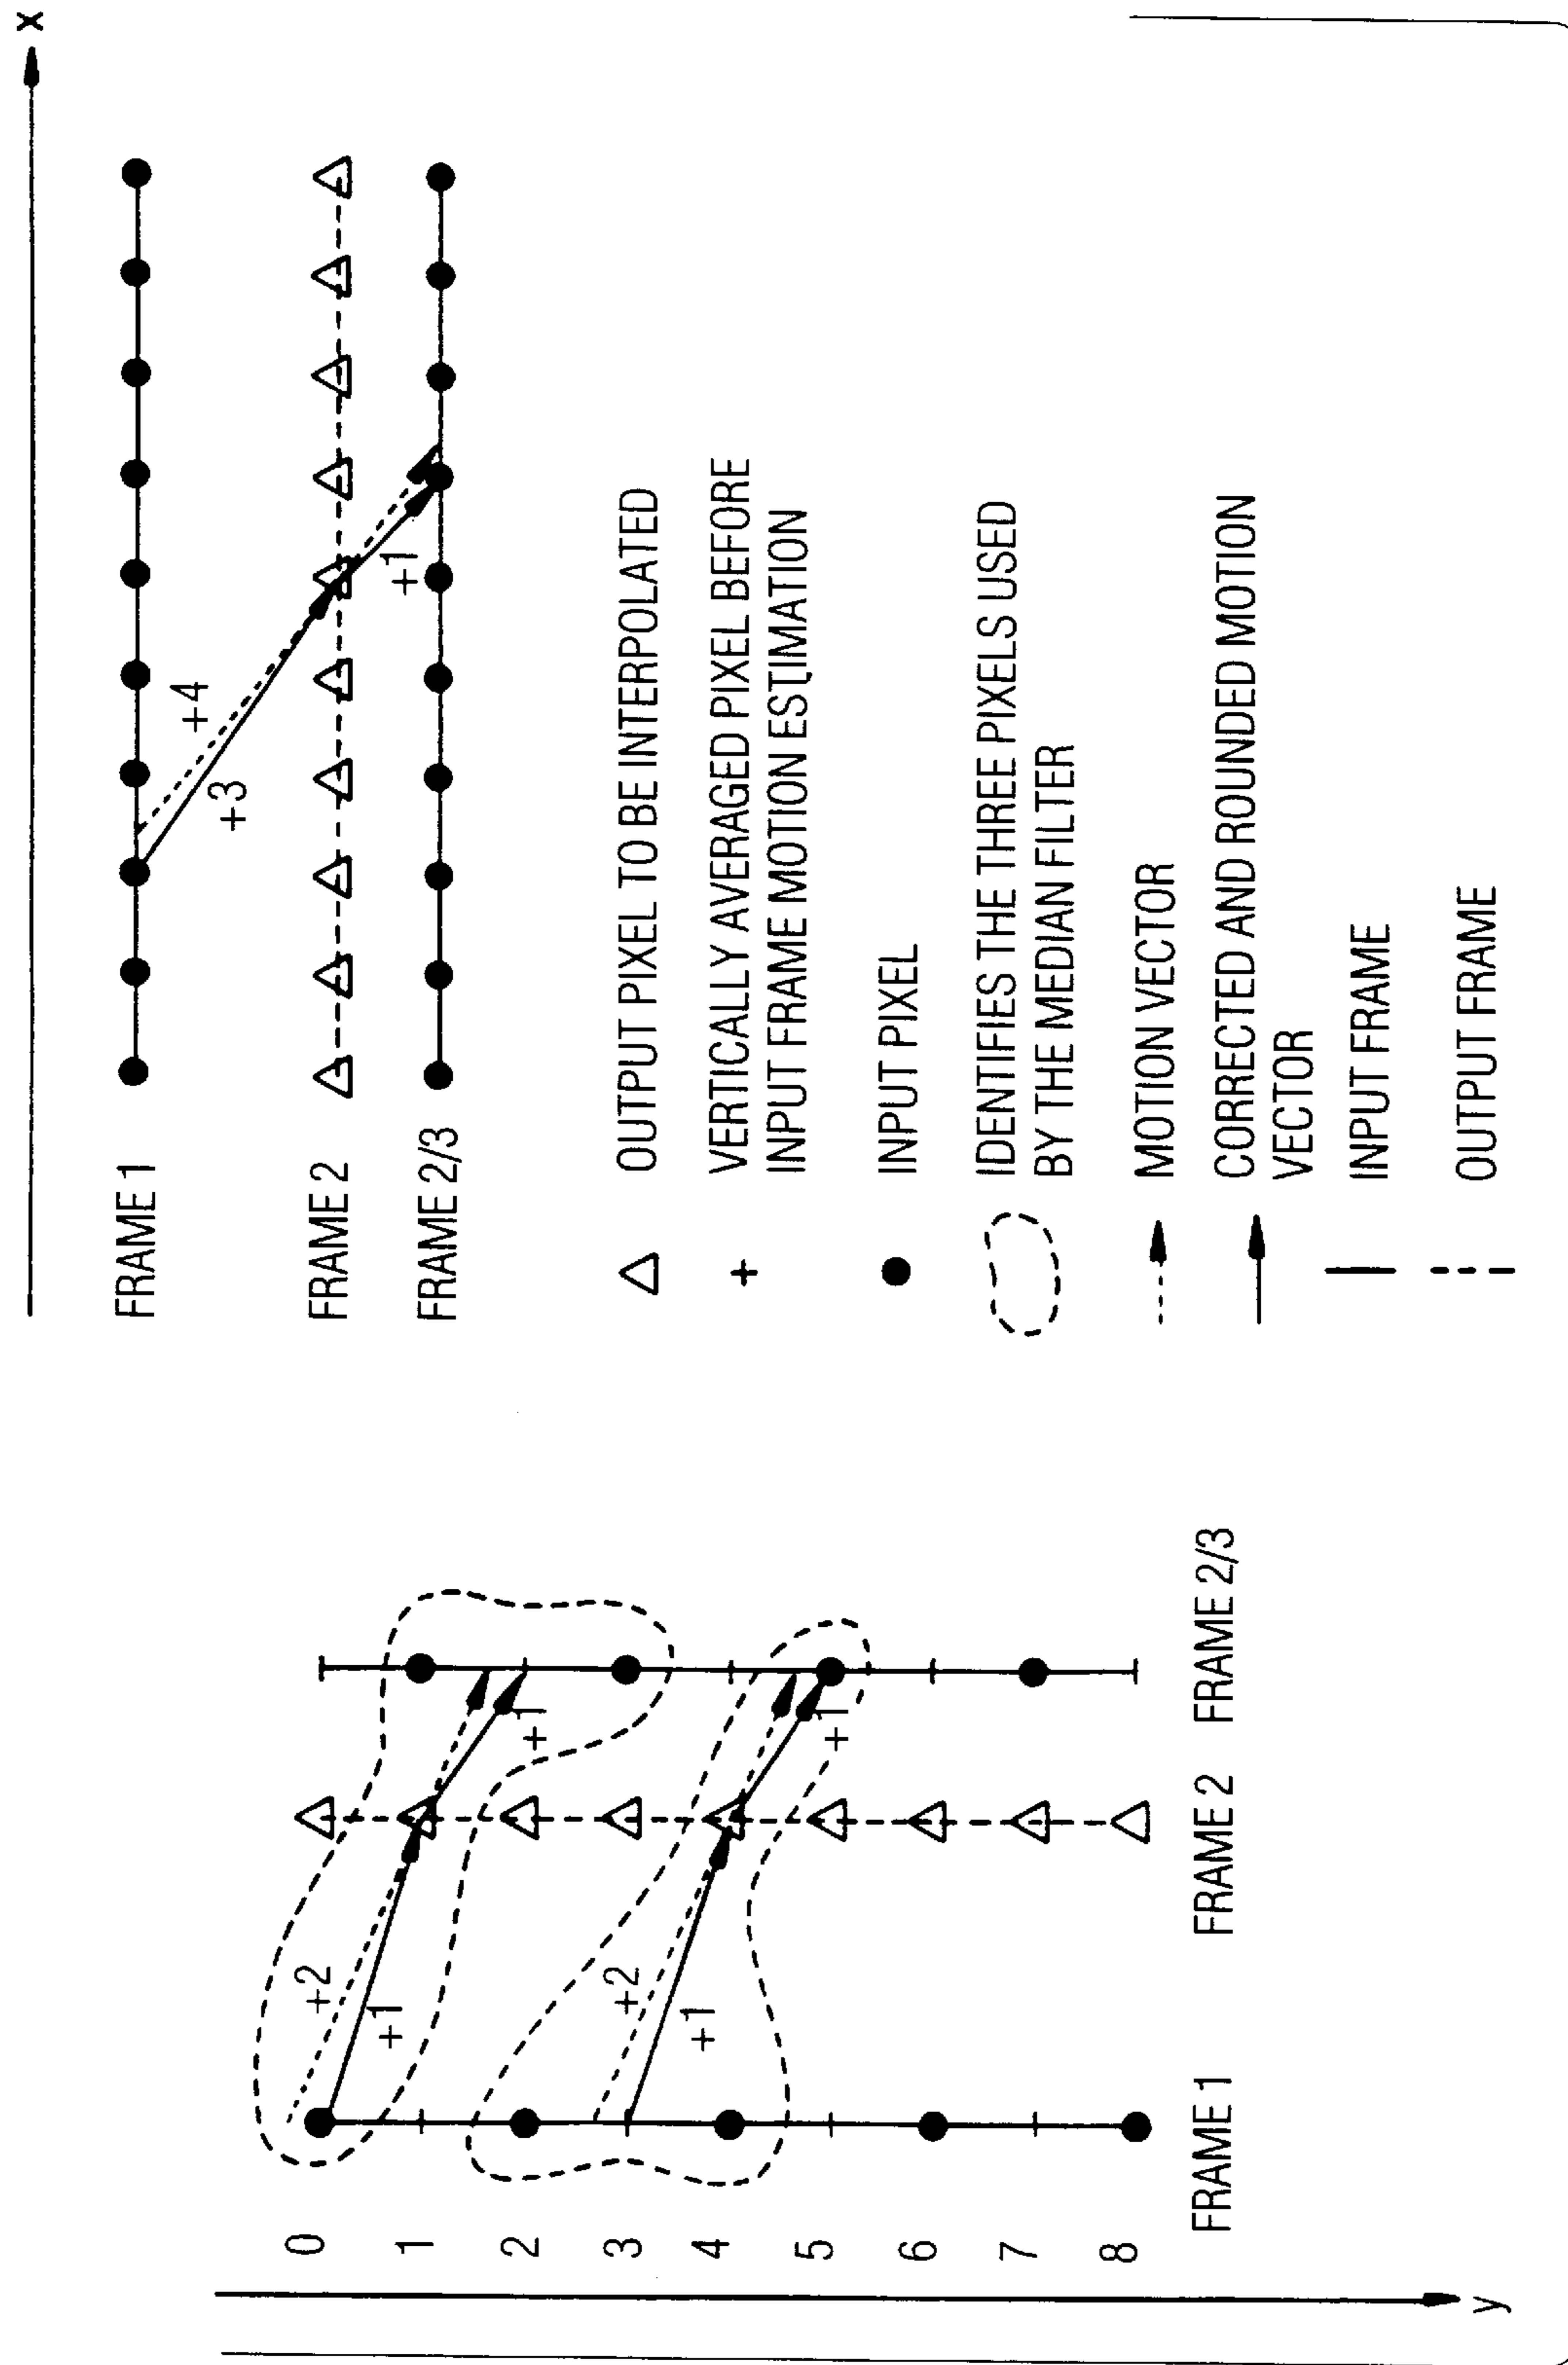 x
FRAME 1
+4
+3
FRAME 2
+1
FRAME 2/3
OUTPUT PIXEL TO BE INTERPOLATED
VERTICALLY AVERAGED PIXEL BEFORE
INPUT FRAME MOTION ESTIMATION
INPUT PIXEL
IDENTIFIES THE THREE PIXELS USED
BY THE MEDIAN FILTER
MOTION VECTOR
CORRECTED AND ROUNDED MOTION
VECTOR
INPUT FRAME
OUTPUT FRAME
0
1
2
3
4
5
6
7
8
y
+2
+1
+1
+2
+1
+1
FRAME 1
FRAME 2
FRAME 2/3